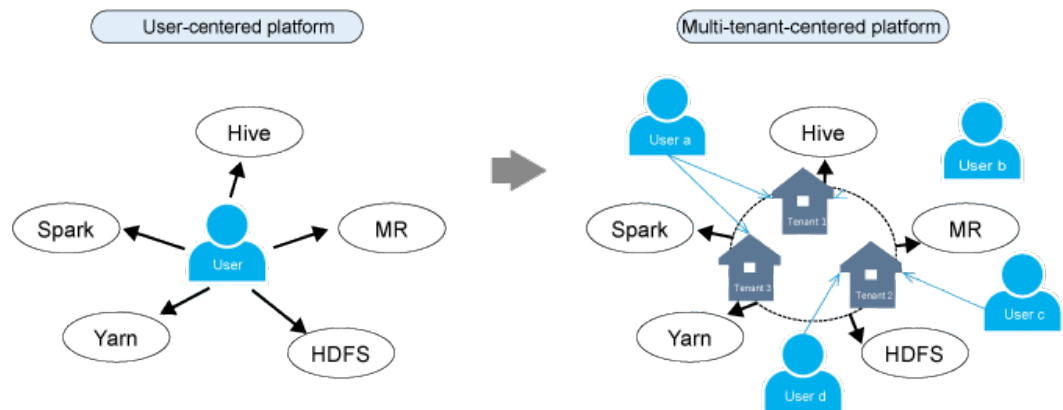 User-centered platform
Multi-tenant-centered platform
Hive
Spark
User
MR
Yarn
HDFS
User a
Hive
User b
Tenant 1
Spark
MR
Tenant 3
Tenant 2
User c
Yarn
HDFS
User d